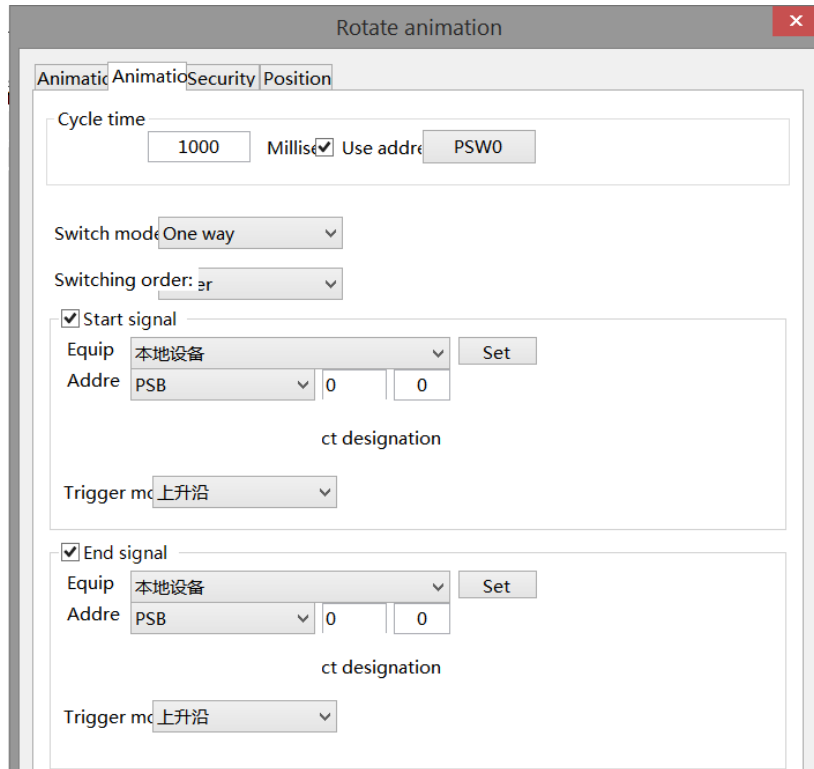 Rotate animation
Animatic Animatio Security Position
Cycle time
1000 Millise Use addre PSW0
Switch mode One way
Switching order: er
Start signal
Equip 本地设备 Set
Addre PSB 0 0
ct designation
Trigger mo 上升沿
End signal
Equip 本地设备 Set
Addre PSB 0 0
ct designation
Trigger mo 上升沿